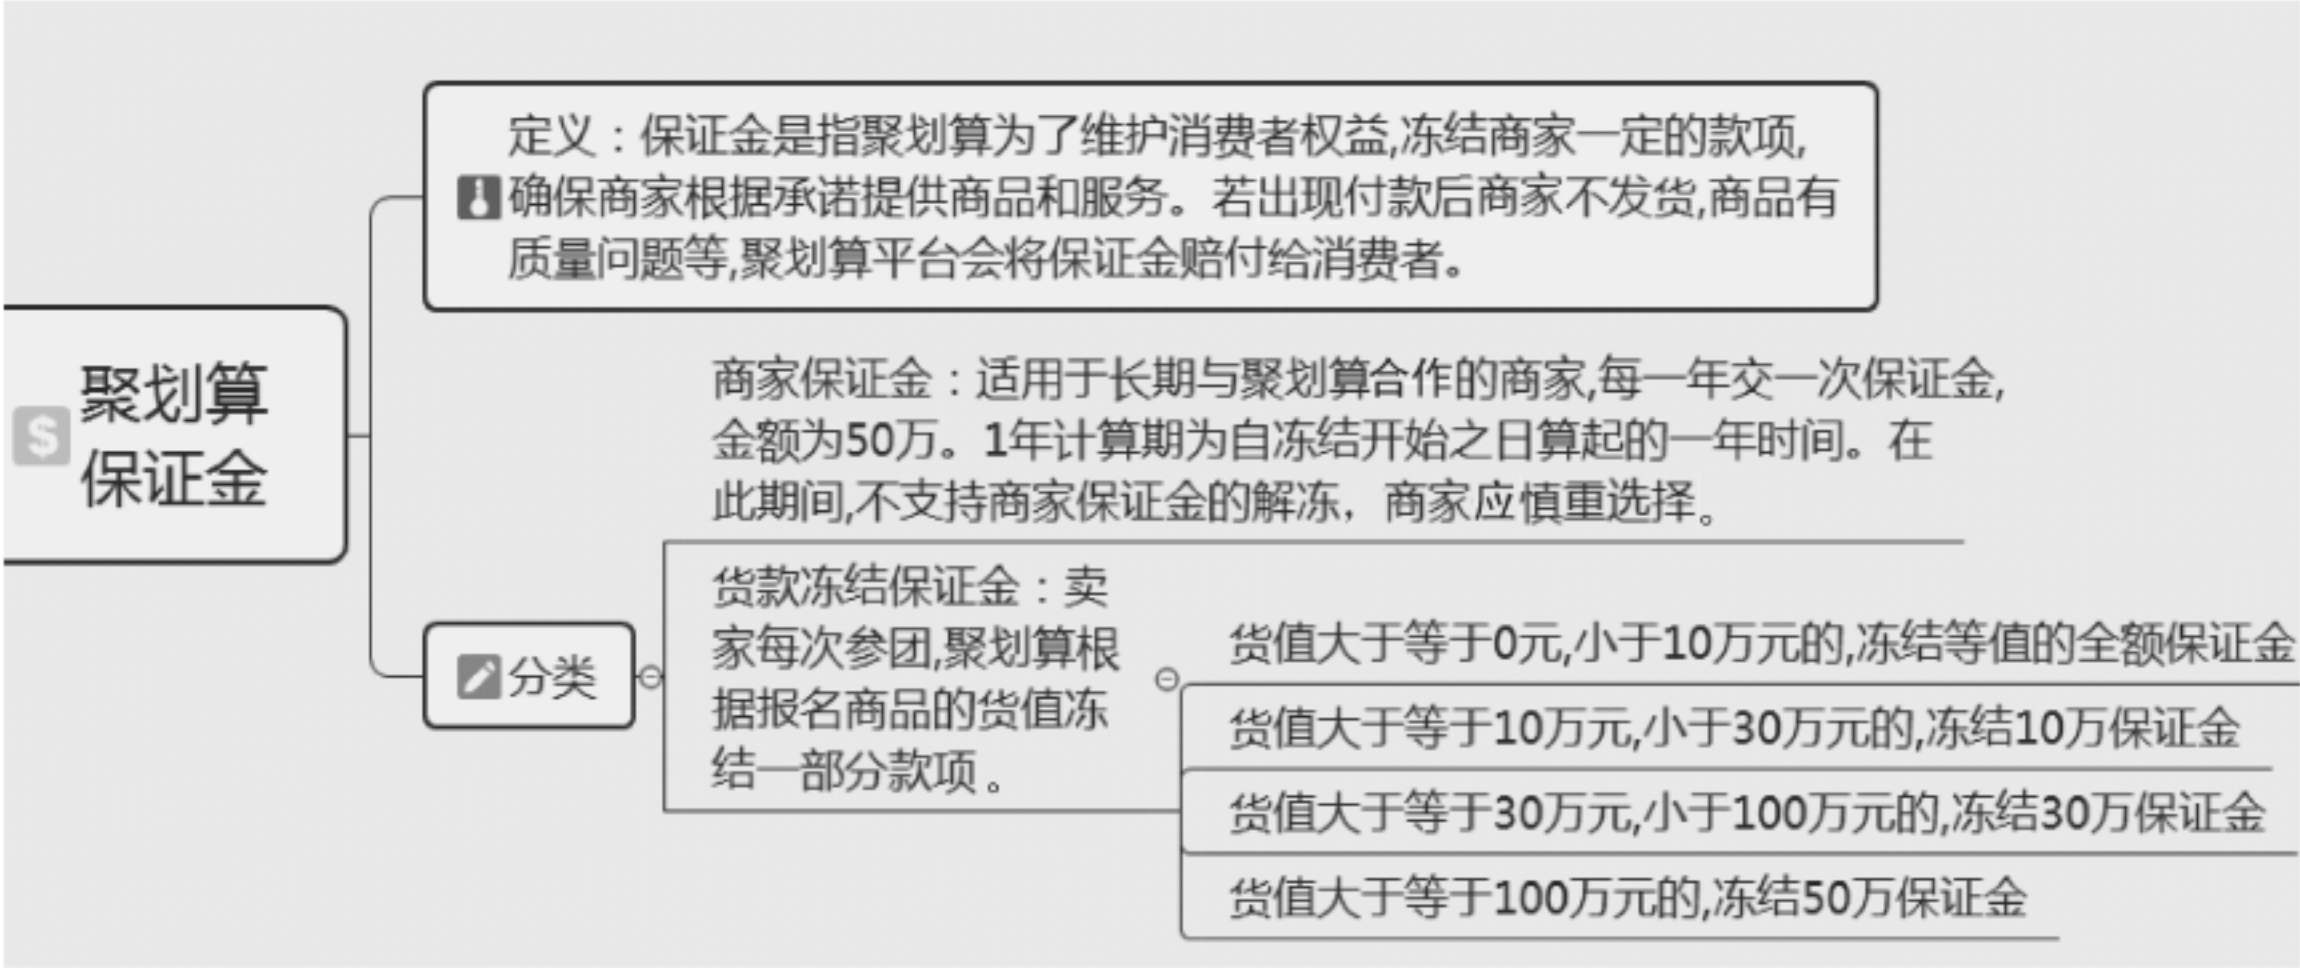 聚划算
保证金
定义：保证金是指聚划算为了维护消费者权益,冻结商家一定的款项,
确保商家根据承诺提供商品和服务。若出现付款后商家不发货,商品有
质量问题等,聚划算平台会将保证金赔付给消费者。
分类
商家保证金：适用于长期与聚划算合作的商家,每一年交一次保证金,
金额为50万。1年计算期为自冻结开始之日算起的一年时间。在
此期间,不支持商家保证金的解冻，商家应慎重选择。
货款冻结保证金：卖
家每次参团,聚划算根
据报名商品的货值冻
结一部分款项。
货值大于等于0元,小于10万元的,冻结等值的全额保证金
货值大于等于10万元,小于30万元的,冻结10万保证金
货值大于等于30万元,小于100万元的,冻结30万保证金
货值大于等于100万元的,冻结50万保证金